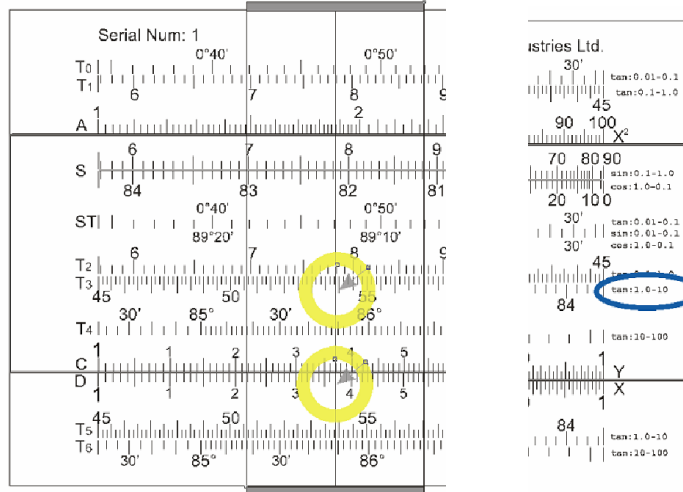 Serial Num: 1
0°40' 0°50'
T0
T1
6 7 8 9
1 2
A
6 7 8 9
S
84 83 82 81
0°40' 0°50'
ST
89°20' 89°10'
6 7 8 9
T2
T3
45 50 55
30' 85° 30' 86°
T4
1 1 2 3 4 5
C
D
1 1 2 3 4 5
45 50 55
T5
T6
30' 85° 30' 86°
ustries Ltd.
30'
tan:0.01-0.1
tan:0.1-1.0
45
90 100
X²
70 80 90
sin:0.1-1.0
cos:1.0-0.1
20 10 0
30'
tan:0.01-0.1
sin:0.01-0.1
30' cos:1.0-0.1
45
tan:1.0-10
84
tan:10-100
1
Y
X
1
84
tan:1.0-10
tan:10-100